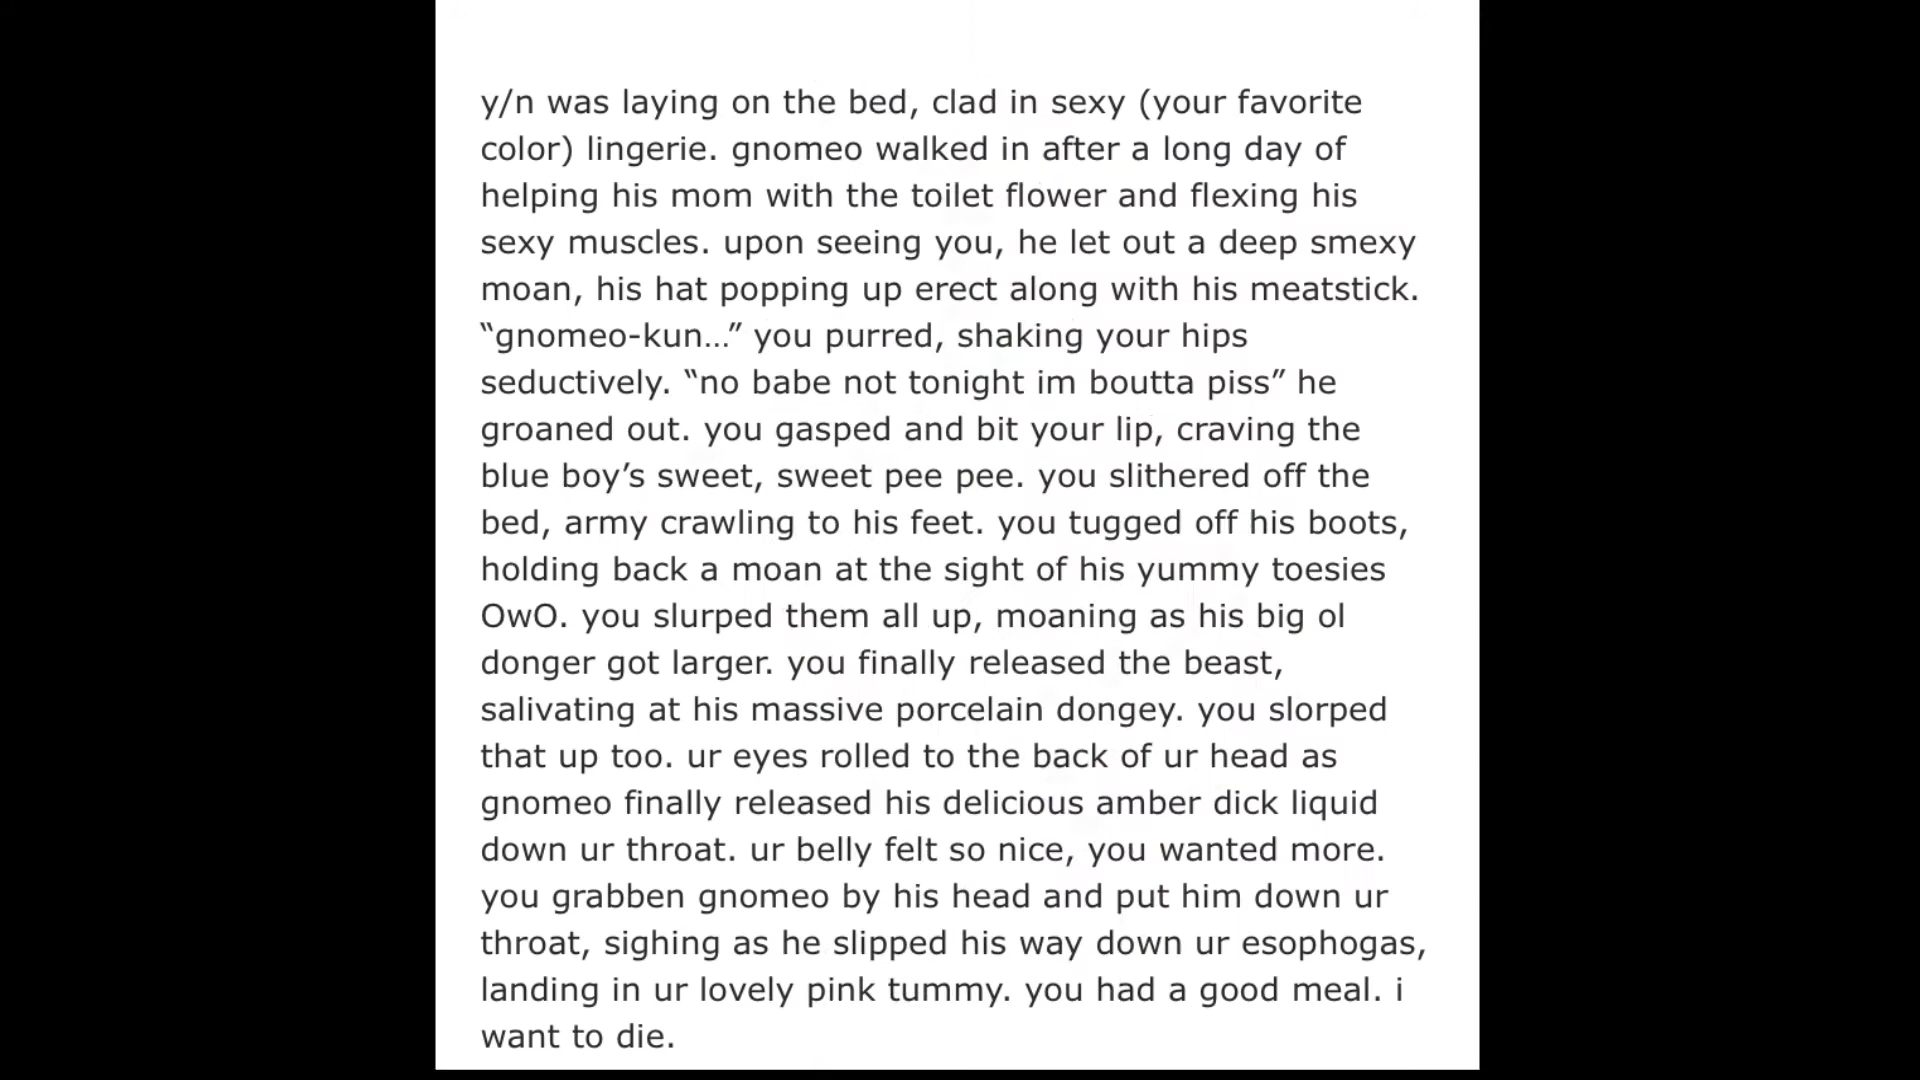 y/n was laying on the bed, clad in sexy (your favorite
color) lingerie. gnomeo walked in after a long day of
helping his mom with the toilet flower and flexing his
sexy muscles. upon seeing you, he let out a deep smexy
moan, his hat popping up erect along with his meatstick.
“gnomeo-kun…” you purred, shaking your hips
seductively. “no babe not tonight im boutta piss” he
groaned out. you gasped and bit your lip, craving the
blue boy’s sweet, sweet pee pee. you slithered off the
bed, army crawling to his feet. you tugged off his boots,
holding back a moan at the sight of his yummy toesies
OwO. you slurped them all up, moaning as his big ol
donger got larger. you finally released the beast,
salivating at his massive porcelain dongey. you slorped
that up too. ur eyes rolled to the back of ur head as
gnomeo finally released his delicious amber dick liquid
down ur throat. ur belly felt so nice, you wanted more.
you grabben gnomeo by his head and put him down ur
throat, sighing as he slipped his way down ur esophogas,
landing in ur lovely pink tummy. you had a good meal. i
want to die.